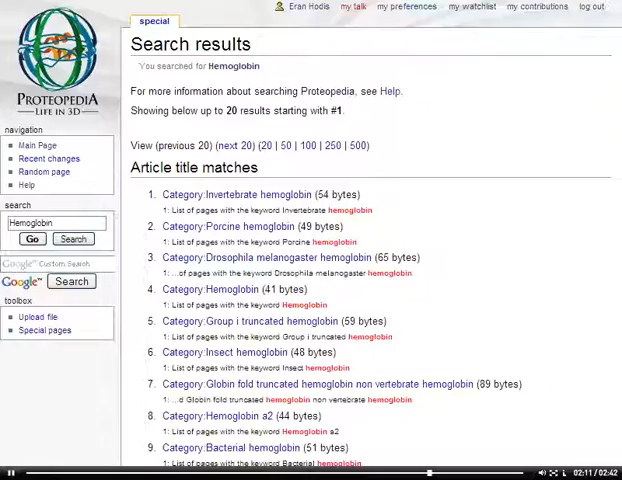 Eran Hodis my talk my preferences my watchlist my contributions log out
special
Search results
You searched for Hemoglobin
PROTEOPEDIA
LIFE IN 3D
For more information about searching Proteopedia, see Help.
Showing below up to 20 results starting with #1.
navigation
Main Page
Recent changes
Random page
Help
View (previous 20) (next 20) (20 | 50 | 100 | 250 | 500)
Article title matches
search
Hemoglobin
Go Search
Google™ Custom Search
Google™ Search
toolbox
Upload file
Special pages
1. Category:Invertebrate hemoglobin (54 bytes)
1: List of pages with the keyword Invertebrate hemoglobin
2. Category:Porcine hemoglobin (49 bytes)
1: List of pages with the keyword Porcine hemoglobin
3. Category:Drosophila melanogaster hemoglobin (65 bytes)
1: ...of pages with the keyword Drosophila melanogaster hemoglobin
4. Category:Hemoglobin (41 bytes)
1: List of pages with the keyword Hemoglobin
5. Category:Group i truncated hemoglobin (59 bytes)
1: List of pages with the keyword Group i truncated hemoglobin
6. Category:Insect hemoglobin (48 bytes)
1: List of pages with the keyword Insect hemoglobin
7. Category:Globin fold truncated hemoglobin non vertebrate hemoglobin (89 bytes)
1: ...d Globin fold truncated hemoglobin non vertebrate hemoglobin
8. Category:Hemoglobin a2 (44 bytes)
1: List of pages with the keyword Hemoglobin a2
9. Category:Bacterial hemoglobin (51 bytes)
1: List of pages with the keyword Bacterial hemoglobin
02:11 / 02:42